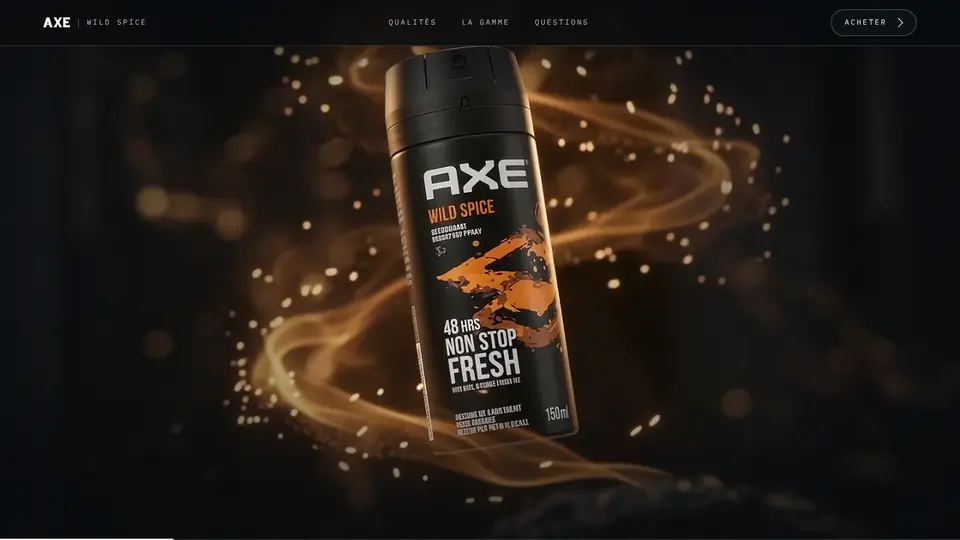 AXE | WILD SPICE
QUALITÉS
LA GAMME
QUESTIONS
ACHETER
AXE
WILD SPICE
48 HRS
NON STOP
FRESH
150ml